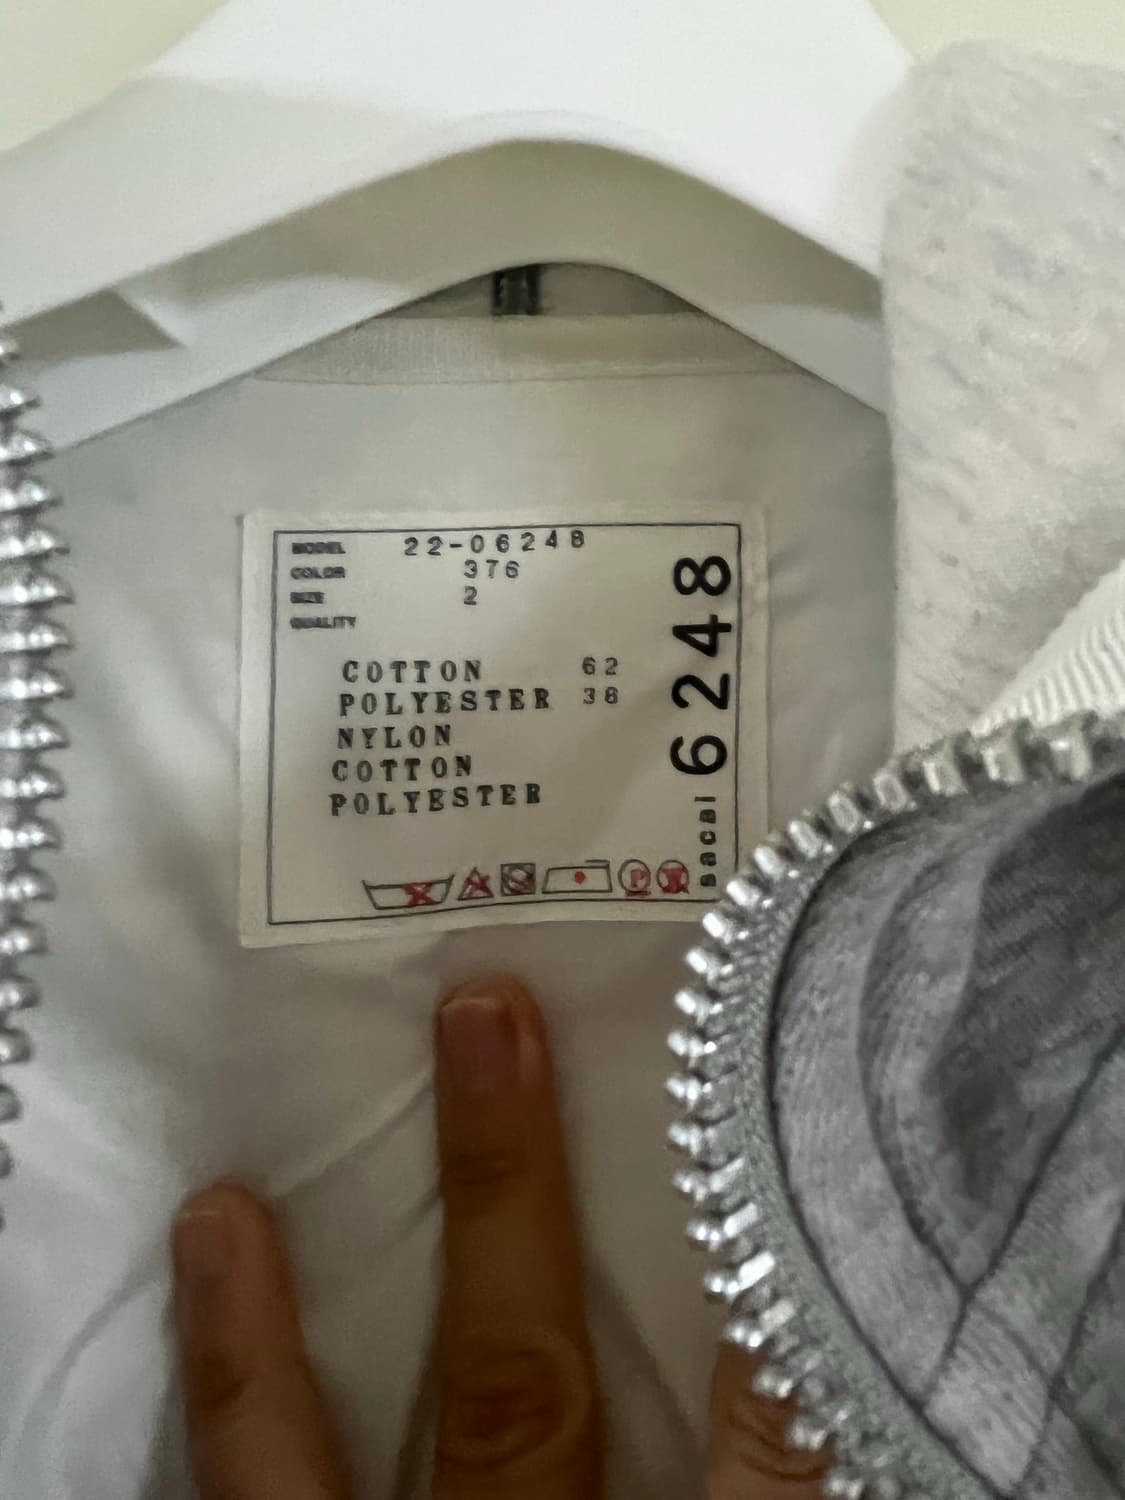 MODEL 22-06248
COLOR 376
SIZE 2
QUALITY
COTTON 62
POLYESTER 38
NYLON
COTTON
POLYESTER
P
sacai 6248